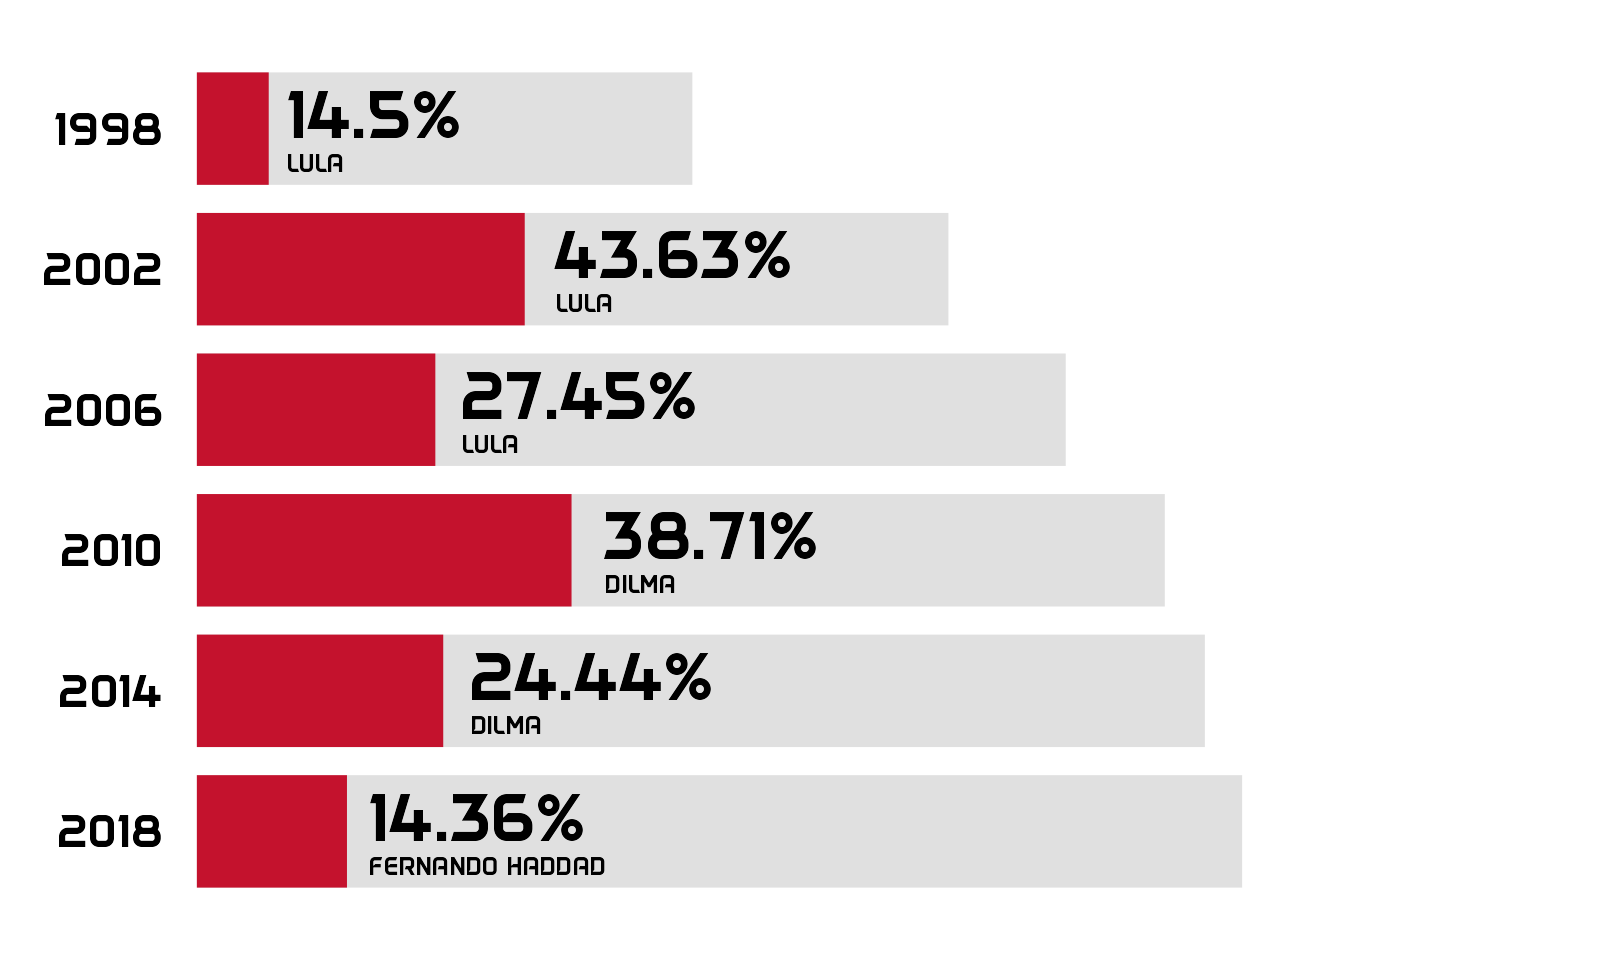 1998
14.5%
LULA
2002
43.63%
LULA
2006
27.45%
LULA
2010
38.71%
DILMA
2014
24.44%
DILMA
2018
14.36%
FERNANDO HADDAD